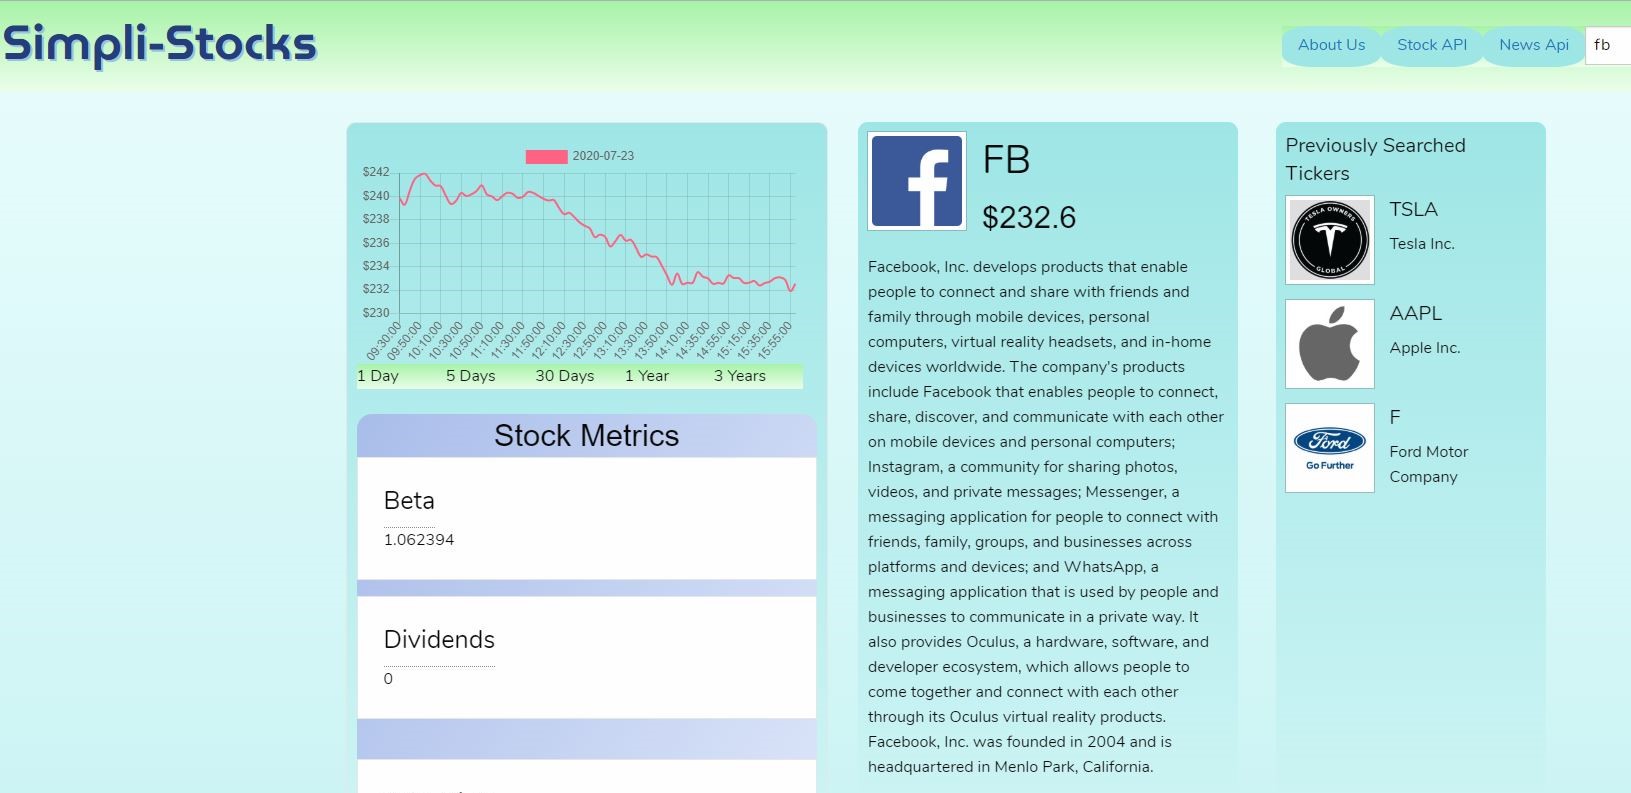 Simpli-Stocks
About Us
Stock API
News Api
fb
2020-07-23
$242
$240
$238
$236
$234
$232
$230
09:30:00
09:50:00
10:10:00
10:30:00
10:50:00
11:10:00
11:30:00
11:50:00
12:10:00
12:30:00
12:50:00
13:10:00
13:30:00
13:50:00
14:10:00
14:35:00
14:55:00
15:15:00
15:35:00
15:55:00
1 Day
5 Days
30 Days
1 Year
3 Years
Stock Metrics
Beta
1.062394
Dividends
0
FB
$232.6
Facebook, Inc. develops products that enable
people to connect and share with friends and
family through mobile devices, personal
computers, virtual reality headsets, and in-home
devices worldwide. The company's products
include Facebook that enables people to connect,
share, discover, and communicate with each other
on mobile devices and personal computers;
Instagram, a community for sharing photos,
videos, and private messages; Messenger, a
messaging application for people to connect with
friends, family, groups, and businesses across
platforms and devices; and WhatsApp, a
messaging application that is used by people and
businesses to communicate in a private way. It
also provides Oculus, a hardware, software, and
developer ecosystem, which allows people to
come together and connect with each other
through its Oculus virtual reality products.
Facebook, Inc. was founded in 2004 and is
headquartered in Menlo Park, California.
Previously Searched
Tickers
TESLA OWNERS
GLOBAL
TSLA
Tesla Inc.
AAPL
Apple Inc.
Ford
Go Further
F
Ford Motor
Company